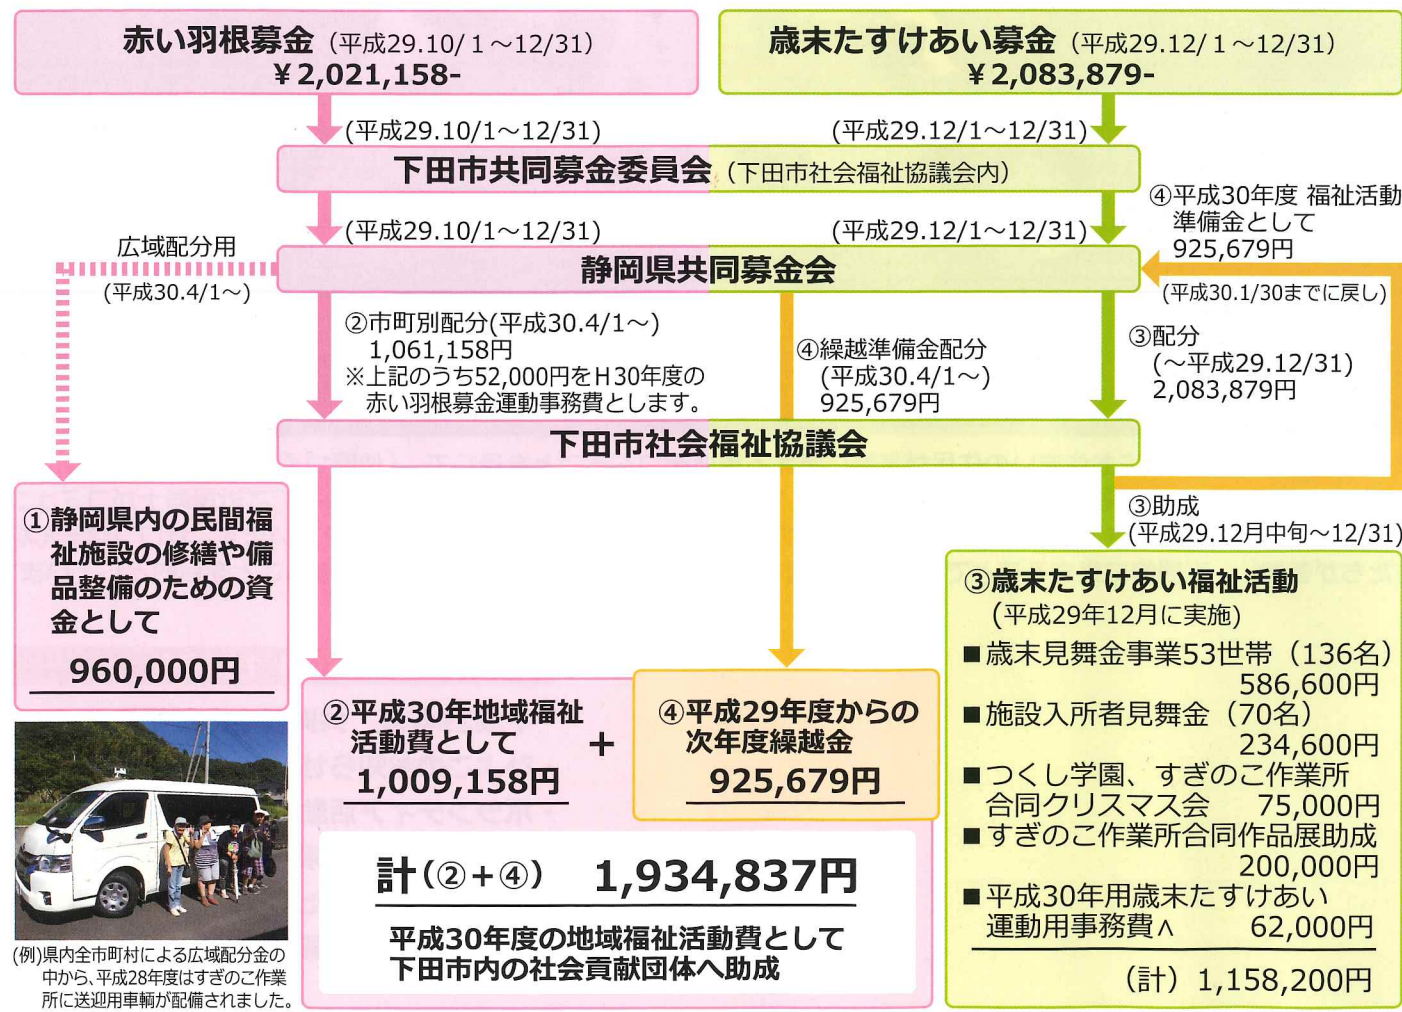 赤い羽根募金（平成29.10/１～12/31）
￥2,021,158-
歳末たすけあい募金（平成29.12/１～12/31）
￥2,083,879-
(平成29.10/1～12/31)
(平成29.12/1～12/31)
下田市共同募金委員会（下田市社会福祉協議会内）
(平成29.10/1～12/31)
(平成29.12/1～12/31)
④平成30年度 福祉活動
準備金として
925,679円
広域配分用
(平成30.4/1～)
静岡県共同募金会
(平成30.1/30までに戻し)
②市町別配分(平成30.4/1～)
1,061,158円
※上記のうち52,000円をＨ30年度の
赤い羽根募金運動事務費とします。
④繰越準備金配分
(平成30.4/1～)
925,679円
③配分
(～平成29.12/31)
2,083,879円
下田市社会福祉協議会
③助成
(平成29.12月中旬～12/31)
①静岡県内の民間福
祉施設の修繕や備
品整備のための資
金として
960,000円
(例)県内全市町村による広域配分金の
中から、平成28年度はすぎのこ作業
所に送迎用車輌が配備されました。
②平成30年地域福祉
活動費として
1,009,158円
+
④平成29年度からの
次年度繰越金
925,679円
計(②＋④) 1,934,837円
平成30年度の地域福祉活動費として
下田市内の社会貢献団体へ助成
③歳末たすけあい福祉活動
(平成29年12月に実施)
■歳末見舞金事業53世帯（136名）
586,600円
■施設入所者見舞金（70名）
234,600円
■つくし学園、すぎのこ作業所
合同クリスマス会 75,000円
■すぎのこ作業所合同作品展助成
200,000円
■平成30年用歳末たすけあい
運動用事務費へ 62,000円
（計）1,158,200円